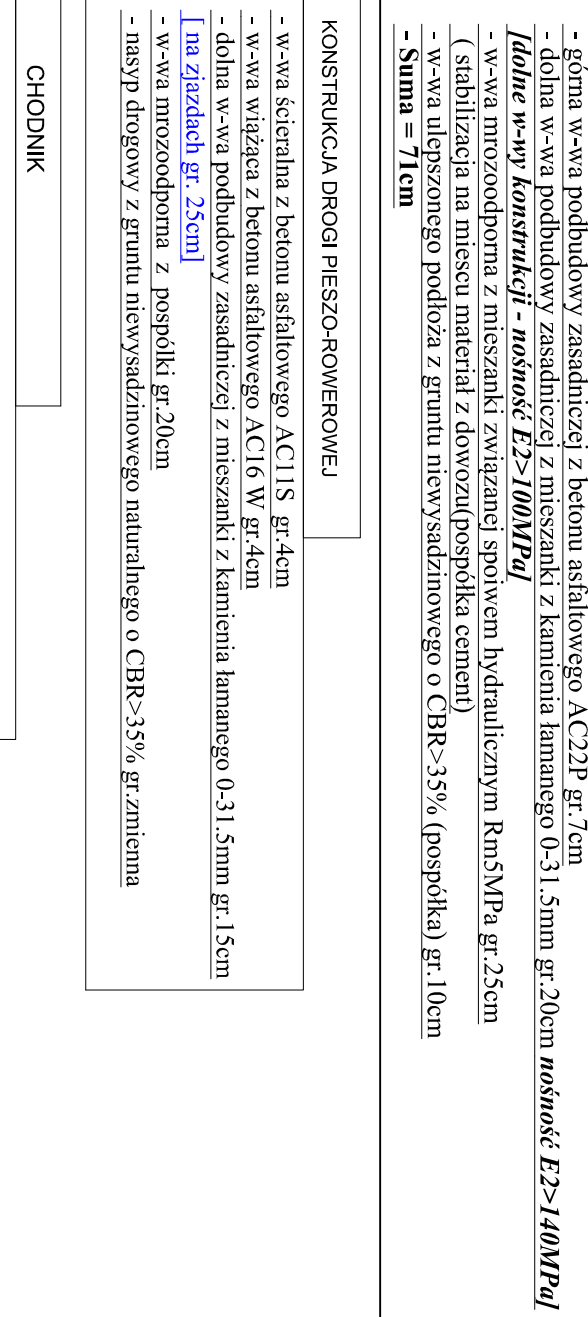 - górna w-wa podbudowy zasadniczej z betonu asfaltowego AC22P gr.7cm
- dolna w-wa podbudowy zasadniczej z mieszanki z kamienia łamanego 0-31.5mm gr.20cm nośność E2>140MPa]
[dolne w-wy konstrukcji - nośność E2>100MPa]
- w-wa mrozoodporna z mieszanki związanej spoiwem hydraulicznym Rm5MPa gr.25cm
( stabilizacja na miescu materiał z dowozu(pospółka cement)
- w-wa ulepszonego podłoża z gruntu niewysadzinowego o CBR>35% (pospółka) gr.10cm
- Suma = 71cm
KONSTRUKCJA DROGI PIESZO-ROWEROWEJ
- w-wa ścieralna z betonu asfaltowego AC11S gr.4cm
- w-wa wiążąca z betonu asfaltowego AC16 W gr.4cm
- dolna w-wa podbudowy zasadniczej z mieszanki z kamienia łamanego 0-31.5mm gr.15cm
[ na zjazdach gr. 25cm]
- w-wa mrozoodporna z pospólki gr.20cm
- nasyp drogowy z gruntu niewysadzinowego naturalnego o CBR>35% gr.zmienna
CHODNIK